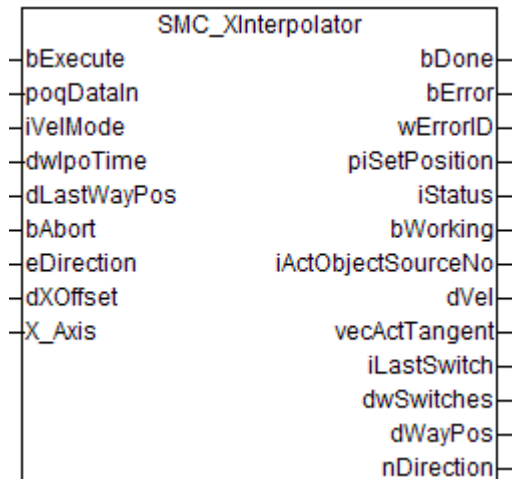 SMC_XInterpolator
bExecute bDone
poqDataIn bError
iVelMode wErrorID
dwIpoTime piSetPosition
dLastWayPos iStatus
bAbort bWorking
eDirection iActObjectSourceNo
dXOffset dVel
X_Axis vecActTangent
iLastSwitch
dwSwitches
dWayPos
nDirection